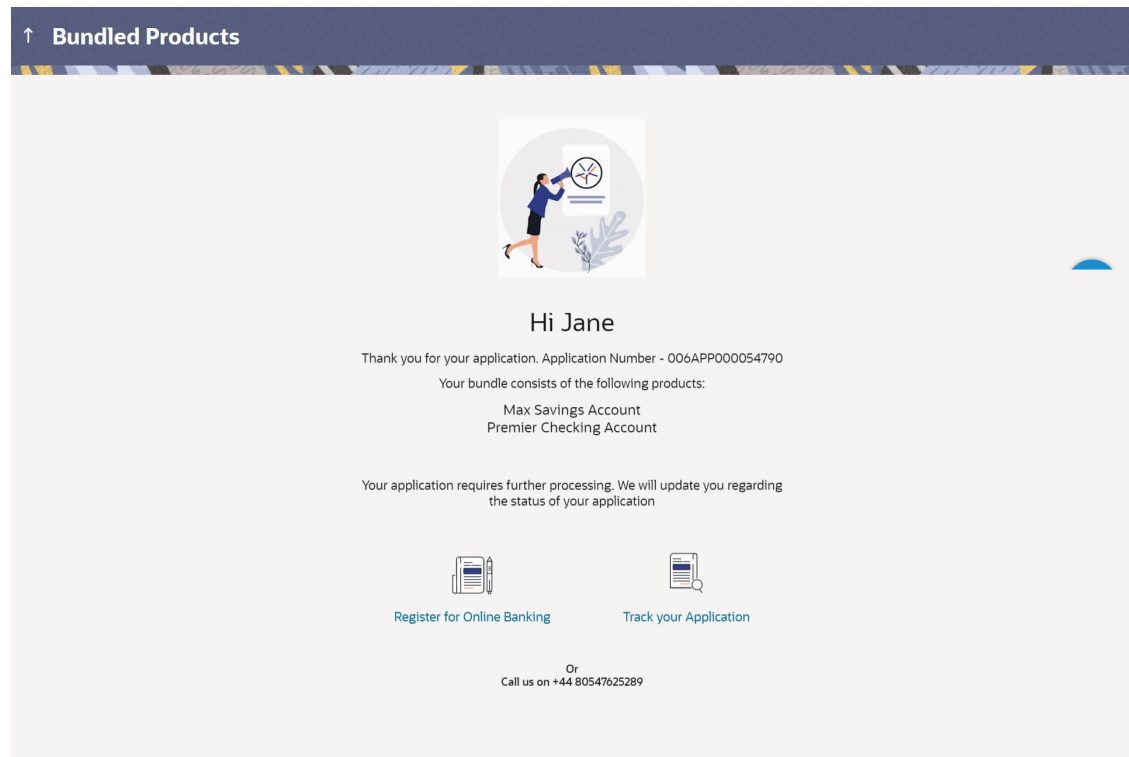 ↑ Bundled Products
Hi Jane
Thank you for your application. Application Number - 006APP000054790
Your bundle consists of the following products:
Max Savings Account
Premier Checking Account
Your application requires further processing. We will update you regarding
the status of your application
Register for Online Banking
Track your Application
Or
Call us on +44 80547625289